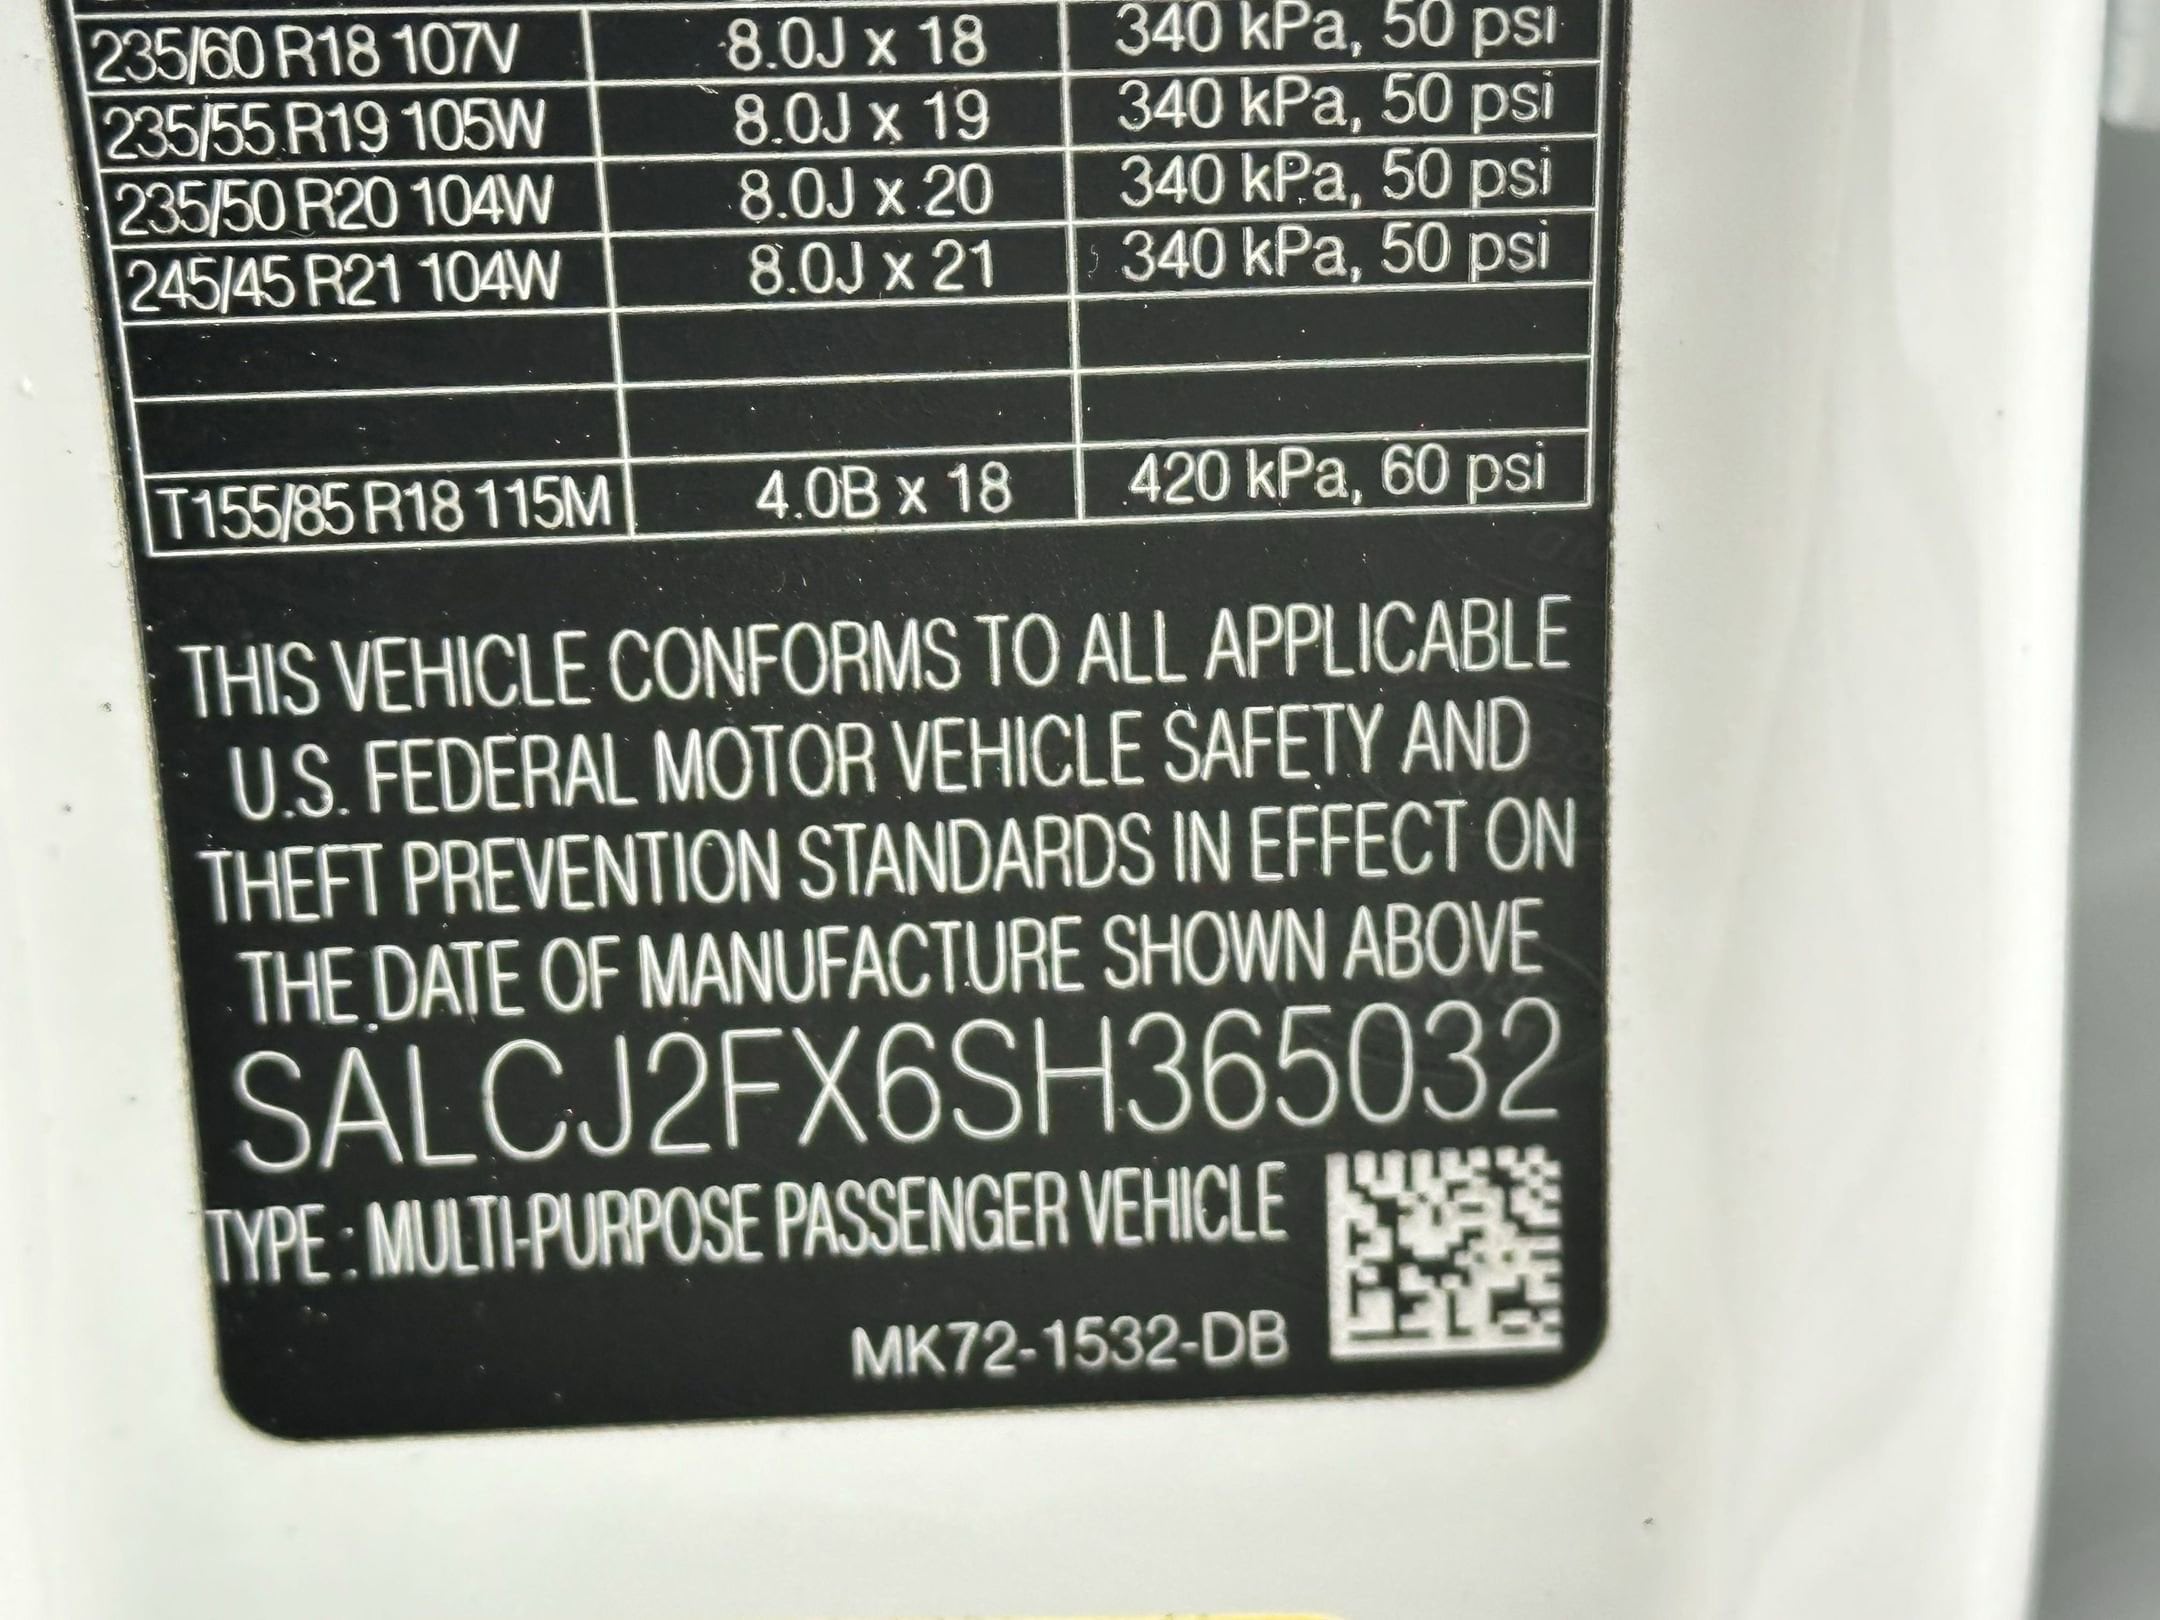 235/60 R18 107V 8.0J x 18 340 kPa, 50 psi
235/55 R19 105W 8.0J x 19 340 kPa, 50 psi
235/50 R20 104W 8.0J x 20 340 kPa, 50 psi
245/45 R21 104W 8.0J x 21 340 kPa, 50 psi
T155/85 R18 115M 4.0B x 18 420 kPa, 60 psi
THIS VEHICLE CONFORMS TO ALL APPLICABLE
U.S. FEDERAL MOTOR VEHICLE SAFETY AND
THEFT PREVENTION STANDARDS IN EFFECT ON
THE DATE OF MANUFACTURE SHOWN ABOVE
SALCJ2FX6SH365032
TYPE : MULTI-PURPOSE PASSENGER VEHICLE
MK72-1532-DB